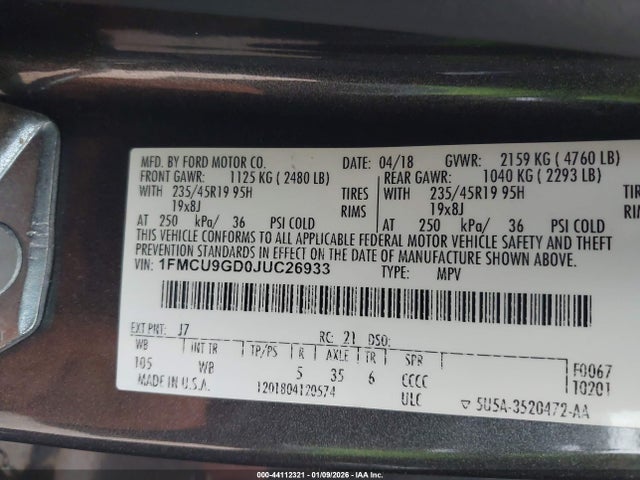 MFD. BY FORD MOTOR CO. DATE: 04/18 GVWR: 2159 KG ( 4760 LB)
FRONT GAWR: 1125 KG ( 2480 LB) REAR GAWR: 1040 KG ( 2293 LB)
WITH 235/45R19 95H TIRES WITH 235/45R19 95H TIRES
19x8J RIMS 19x8J RIMS
AT 250 kPa/ 36 PSI COLD AT 250 kPa/ 36 PSI COLD
THIS VEHICLE CONFORMS TO ALL APPLICABLE FEDERAL MOTOR VEHICLE SAFETY AND THEFT
PREVENTION STANDARDS IN EFFECT ON THE DATE OF MANUFACTURE SHOWN ABOVE.
VIN: 1FMCU9GD0JUC26933 TYPE: MPV
EXT PNT: J7 RC: 21 DSO:
WB INT TR TP/PS R AXLE TR SPR F0067
105 WB 5 35 6 CCCC 10201
MADE IN U.S.A. 1201804120574 ULC ▽ 5U5A-3520472-AA
000-44112321 - 01/09/2026 - IAA Inc.